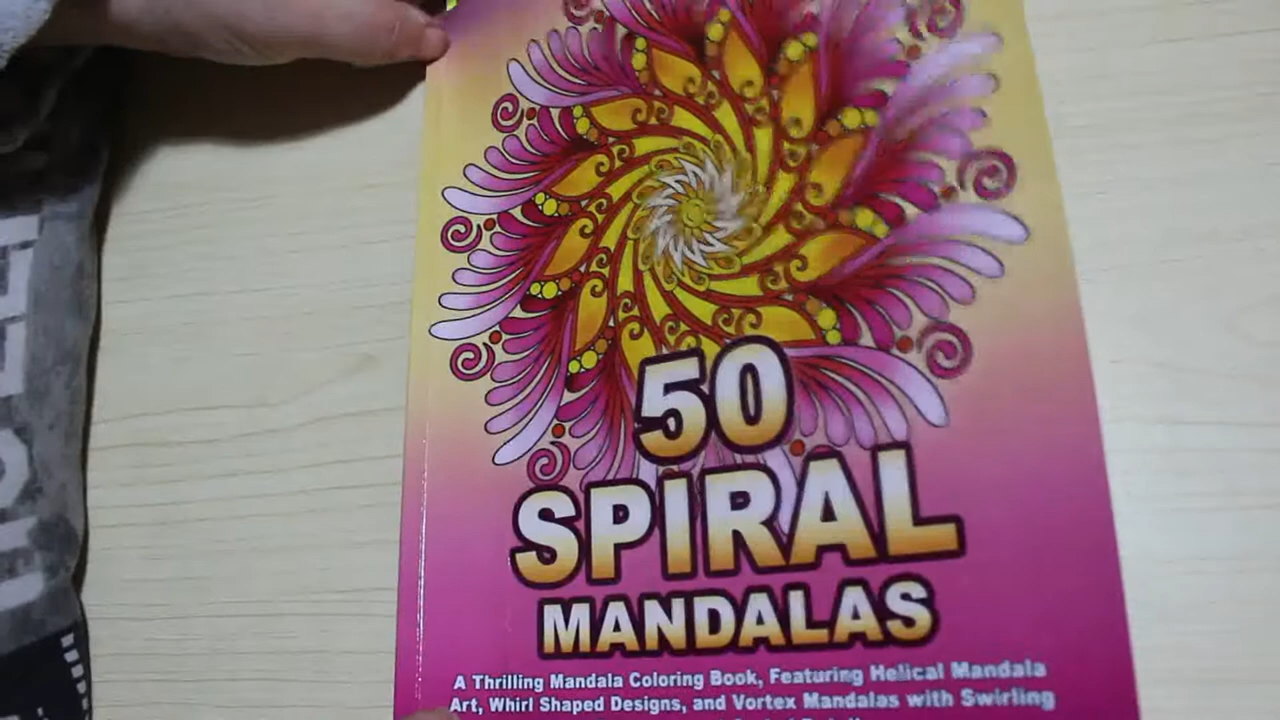 50
SPIRAL
MANDALAS
A Thrilling Mandala Coloring Book, Featuring Helical Mandala
Art, Whirl Shaped Designs, and Vortex Mandalas with Swirling